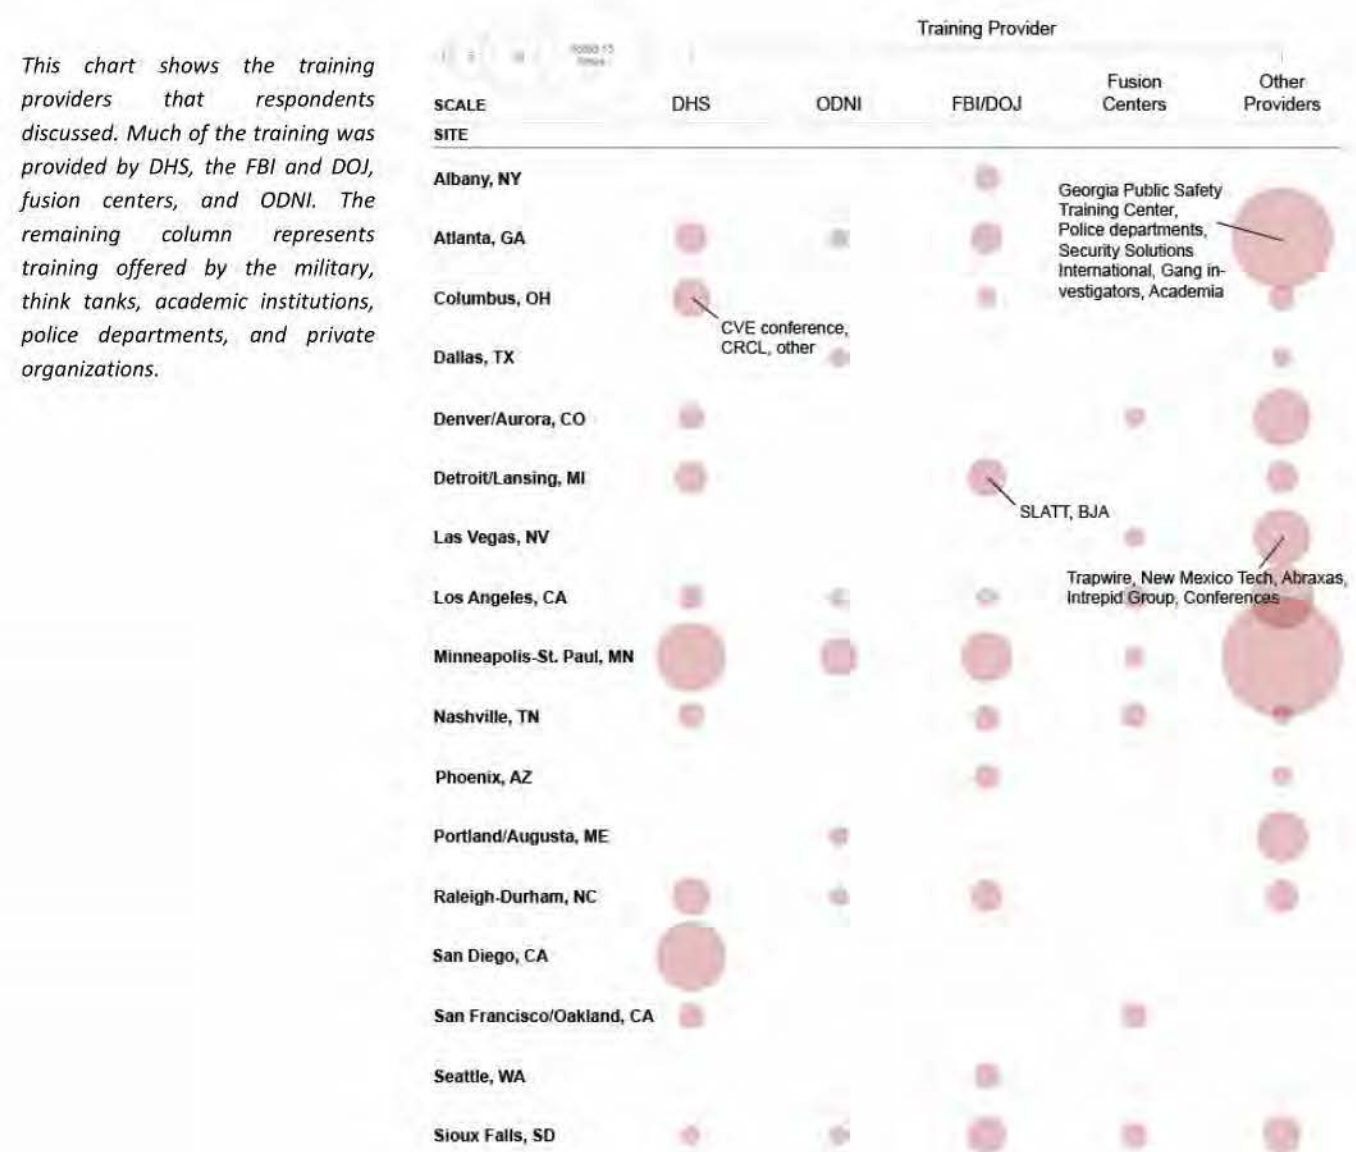 This chart shows the training
providers that respondents
discussed. Much of the training was
provided by DHS, the FBI and DOJ,
fusion centers, and ODNI. The
remaining column represents
training offered by the military,
think tanks, academic institutions,
police departments, and private
organizations.
Training Provider
SCALE
DHS
ODNI
FBI/DOJ
Fusion
Centers
Other
Providers
SITE
Albany, NY
Atlanta, GA
Georgia Public Safety
Training Center,
Police departments,
Security Solutions
International, Gang in-
vestigators, Academia
Columbus, OH
CVE conference,
CRCL, other
Dallas, TX
Denver/Aurora, CO
Detroit/Lansing, MI
SLATT, BJA
Las Vegas, NV
Trapwire, New Mexico Tech, Abraxas,
Intrepid Group, Conferences
Los Angeles, CA
Minneapolis-St. Paul, MN
Nashville, TN
Phoenix, AZ
Portland/Augusta, ME
Raleigh-Durham, NC
San Diego, CA
San Francisco/Oakland, CA
Seattle, WA
Sioux Falls, SD